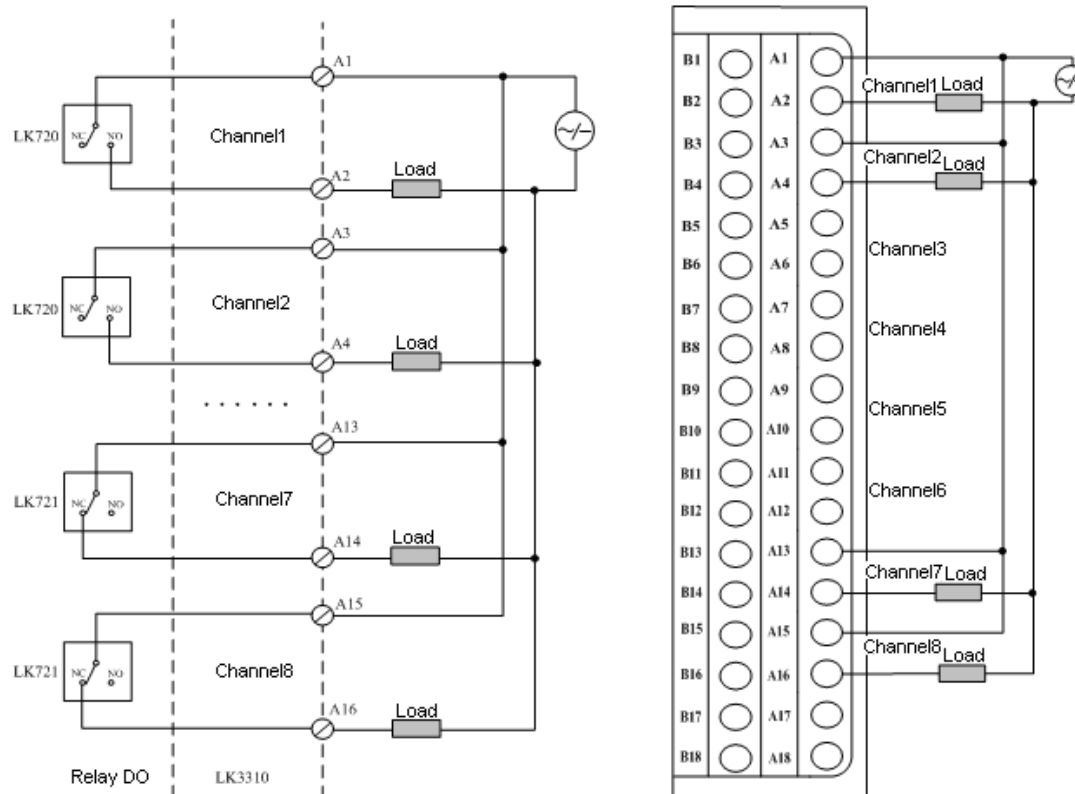 A1
LK720
NC
NO
Channel1
A2
Load
A3
LK720
NC
NO
Channel2
A4
Load
......
A13
LK721
NC
NO
Channel7
A14
Load
A15
LK721
NC
NO
Channel8
A16
Load
Relay DO
LK3310
B1 A1
B2 A2 Channel1 Load
B3 A3
B4 A4 Channel2 Load
B5 A5
Channel3
B6 A6
B7 A7
Channel4
B8 A8
B9 A9
Channel5
B10 A10
B11 A11
Channel6
B12 A12
B13 A13
Channel7 Load
B14 A14
B15 A15
Channel8 Load
B16 A16
B17 A17
B18 A18